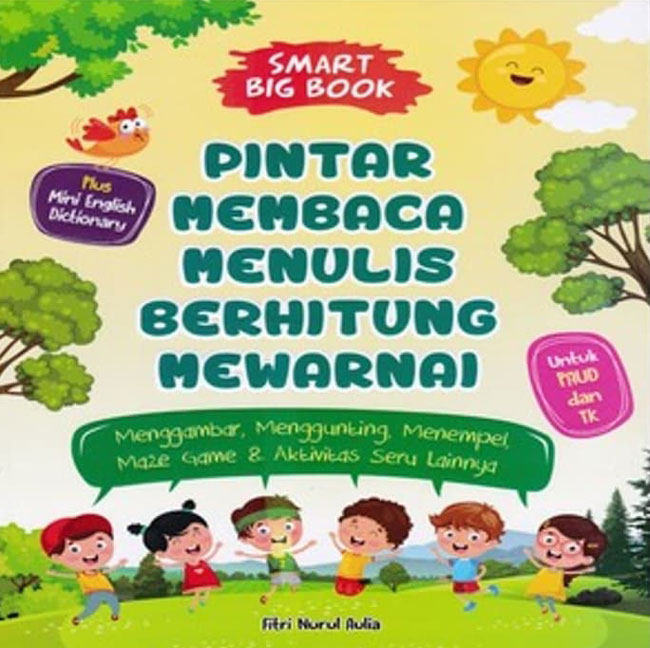 SMART
BIG BOOK
PINTAR
MEMBACA
MENULIS
BERHITUNG
MEWARNAI
Plus
Mini English
Dictionary
Untuk
PAUD
dan
TK
Menggambar, Menggunting, Menempel,
Maze Game & Aktivitas Seru Lainnya
Fitri Nurul Aulia